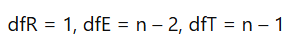 dfR = 1, dfE = n – 2, dfT = n – 1